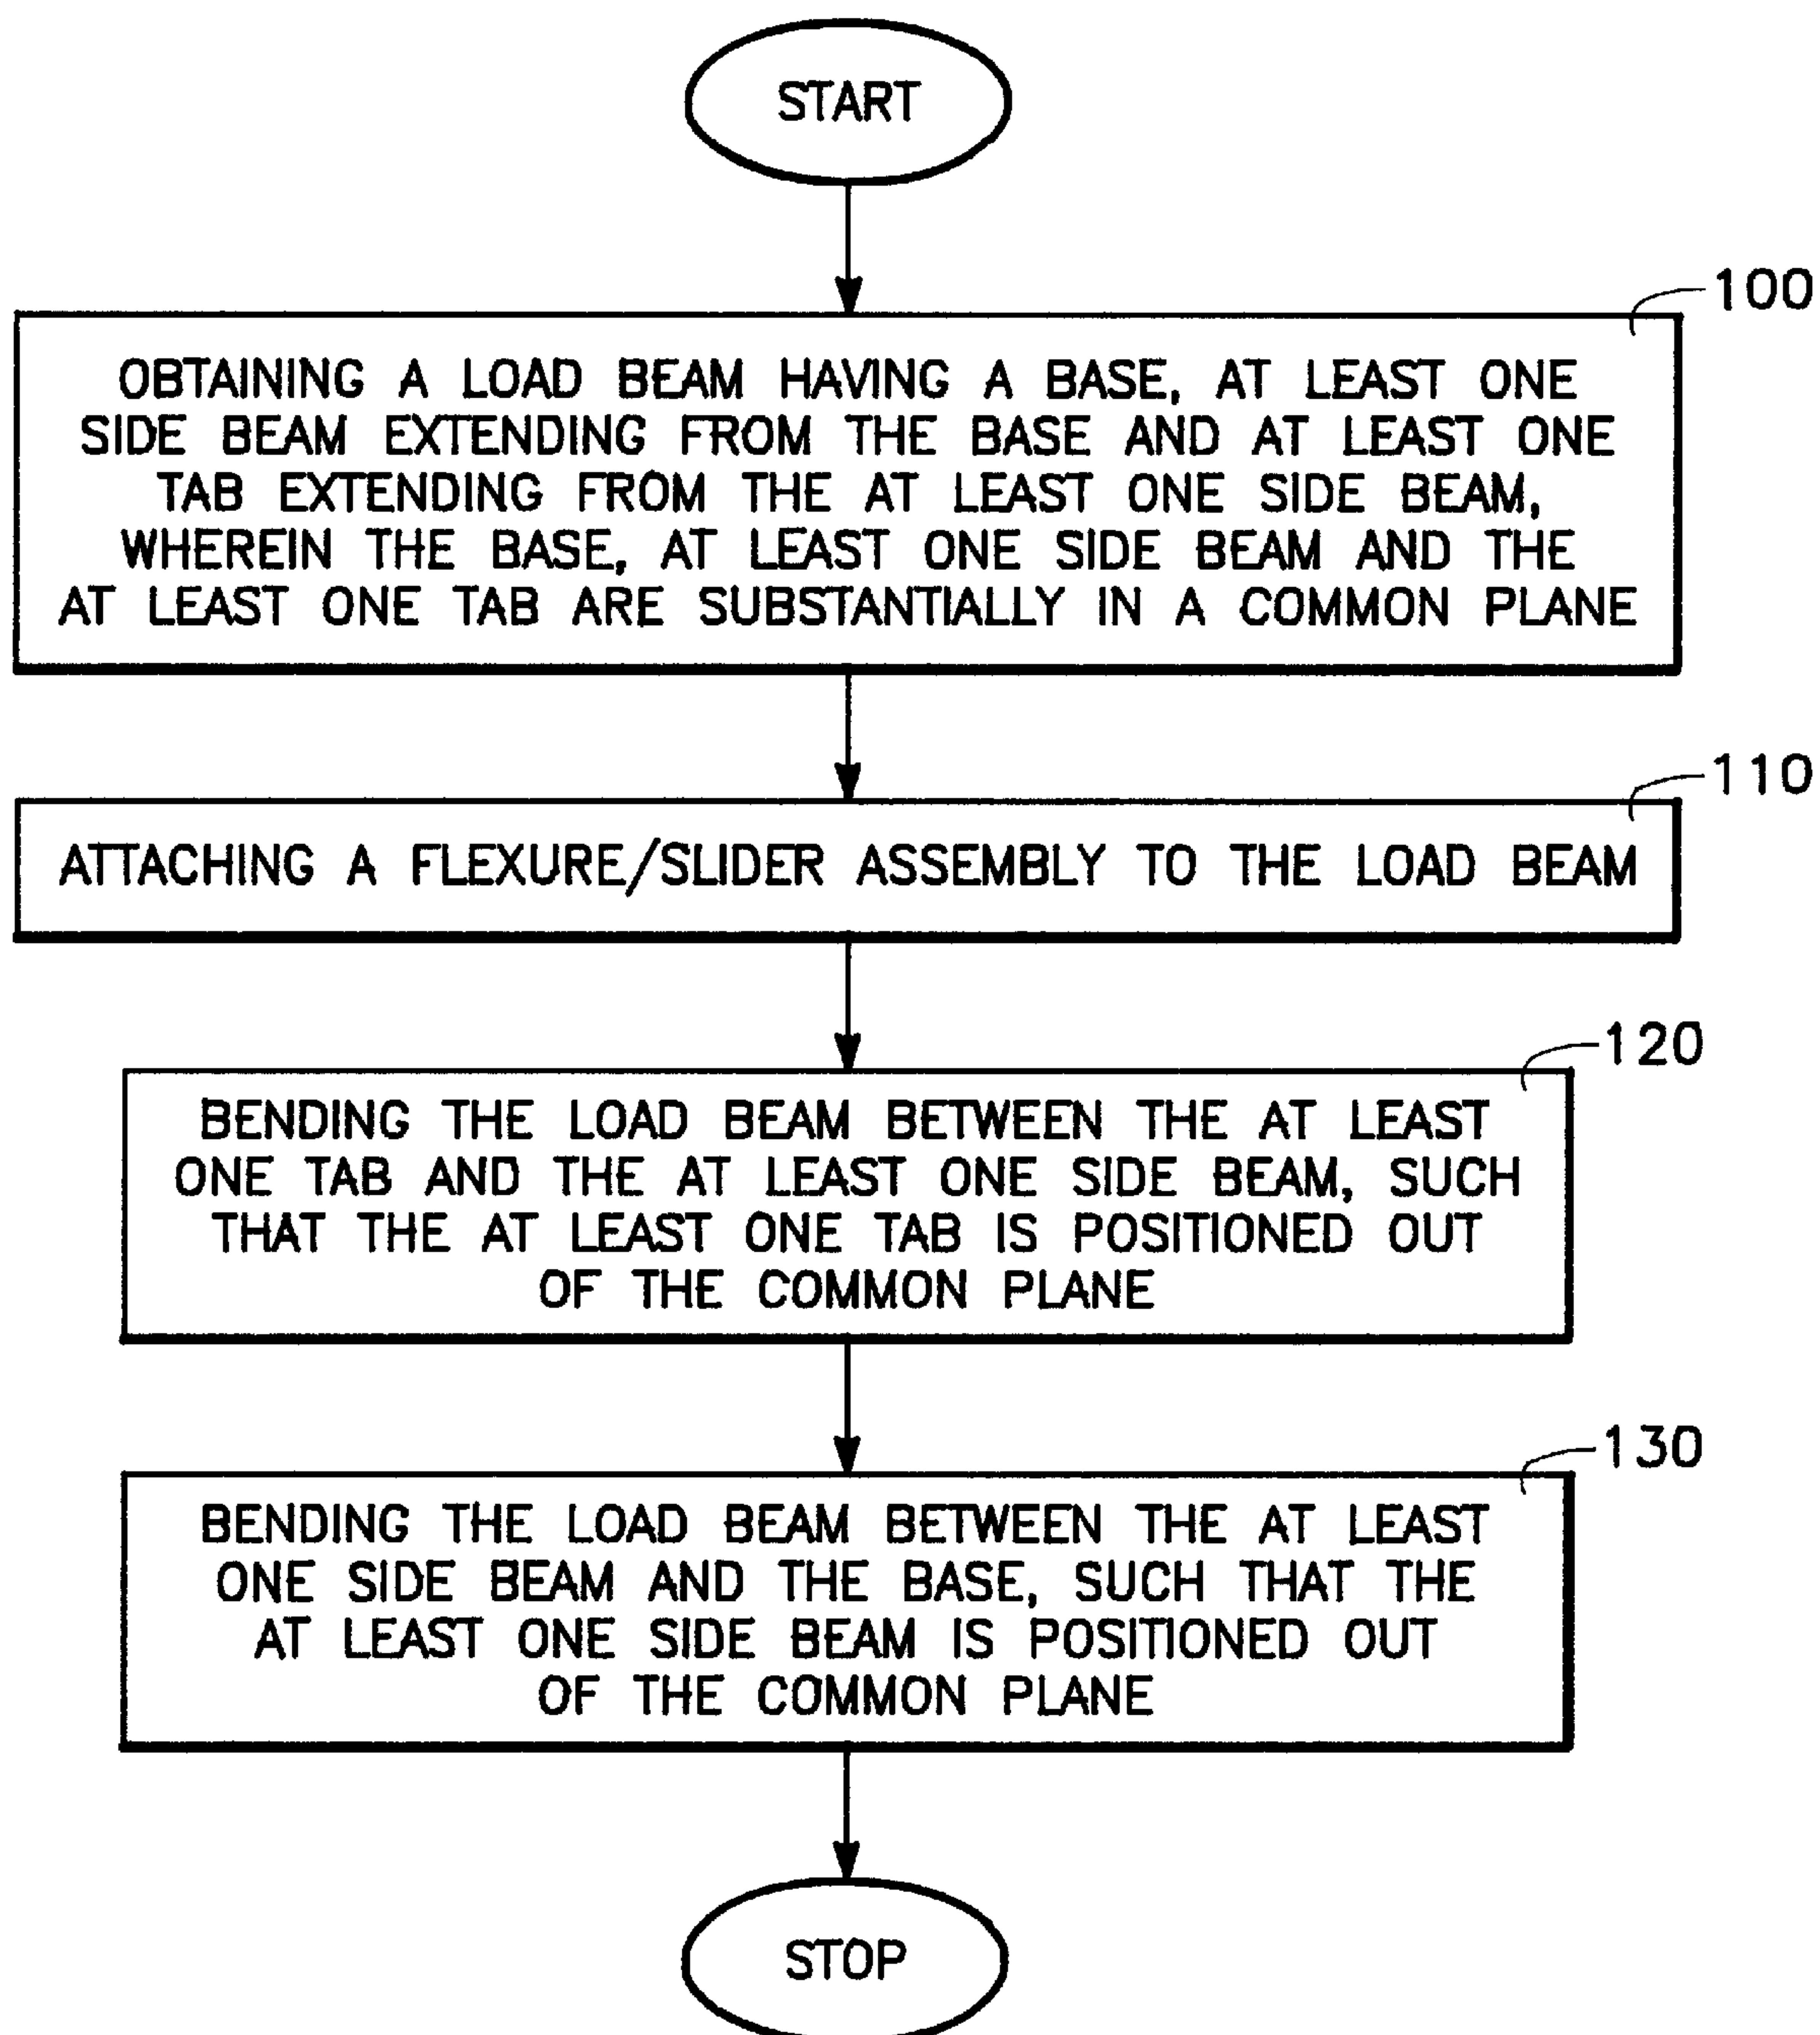 START
100
OBTAINING A LOAD BEAM HAVING A BASE, AT LEAST ONE
SIDE BEAM EXTENDING FROM THE BASE AND AT LEAST ONE
TAB EXTENDING FROM THE AT LEAST ONE SIDE BEAM,
WHEREIN THE BASE, AT LEAST ONE SIDE BEAM AND THE
AT LEAST ONE TAB ARE SUBSTANTIALLY IN A COMMON PLANE
110
ATTACHING A FLEXURE/SLIDER ASSEMBLY TO THE LOAD BEAM
120
BENDING THE LOAD BEAM BETWEEN THE AT LEAST
ONE TAB AND THE AT LEAST ONE SIDE BEAM, SUCH
THAT THE AT LEAST ONE TAB IS POSITIONED OUT
OF THE COMMON PLANE
130
BENDING THE LOAD BEAM BETWEEN THE AT LEAST
ONE SIDE BEAM AND THE BASE, SUCH THAT THE
AT LEAST ONE SIDE BEAM IS POSITIONED OUT
OF THE COMMON PLANE
STOP